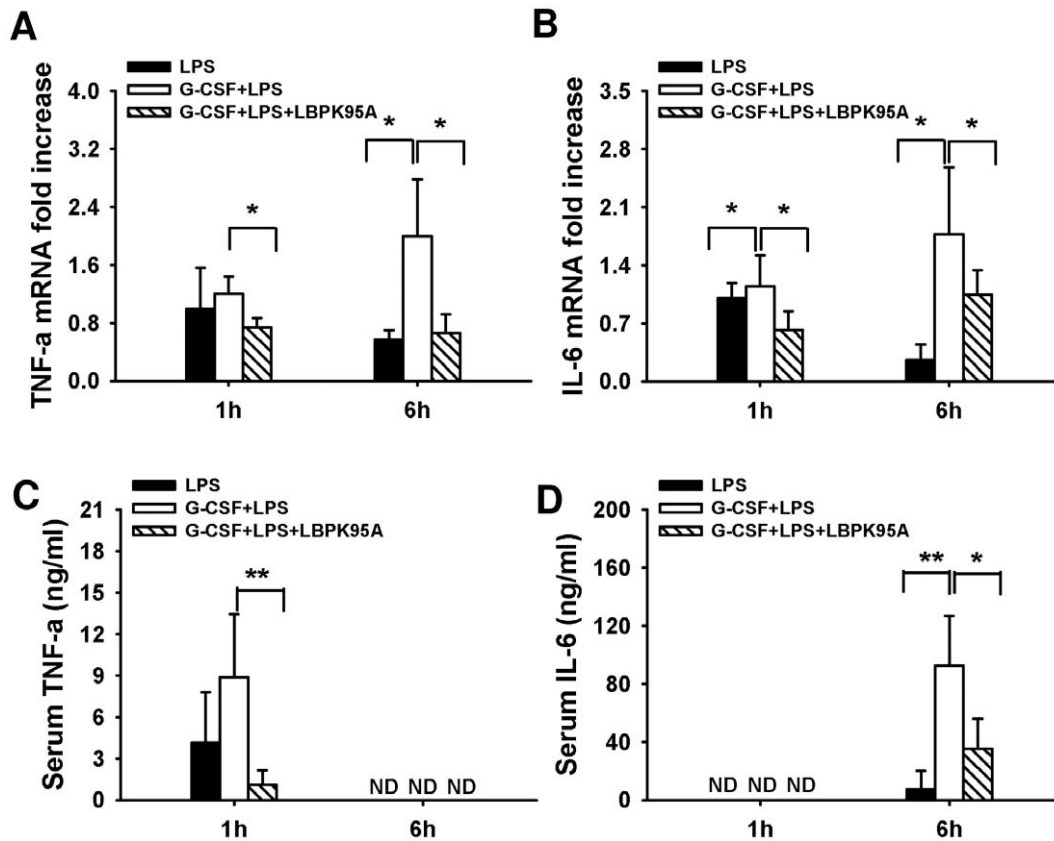 A
LPS
G-CSF+LPS
G-CSF+LPS+LBPK95A
TNF-a mRNA fold increase
4.0
3.2
2.4
1.6
0.8
0.0
* *
*
1h 6h
B
LPS
G-CSF+LPS
G-CSF+LPS+LBPK95A
IL-6 mRNA fold increase
3.5
2.8
2.1
1.4
0.7
0.0
* *
* *
1h 6h
C
LPS
G-CSF+LPS
G-CSF+LPS+LBPK95A
Serum TNF-a (ng/ml)
21
18
15
9
6
3
0
**
ND ND ND
1h 6h
D
LPS
G-CSF+LPS
G-CSF+LPS+LBPK95A
Serum IL-6 (ng/ml)
200
160
120
80
40
0
** *
ND ND ND
1h 6h